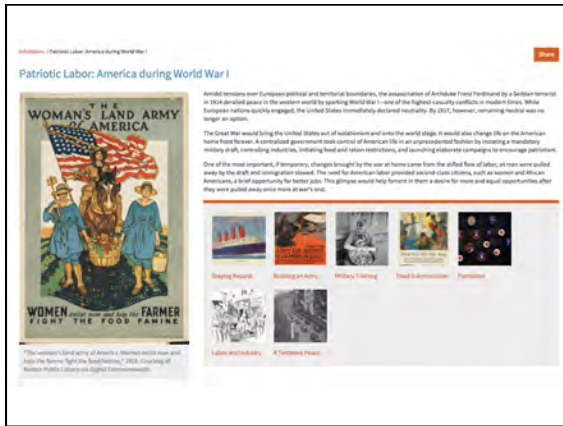 Exhibitions / Patriotic Labor: America during World War I
Share
Patriotic Labor: America during World War I
THE
WOMAN'S LAND ARMY
OF AMERICA
WOMEN enlist now and help the FARMER
FIGHT THE FOOD FAMINE
"The woman's land army of America. Women enlist now and
help the farmer fight the food famine," 1918. Courtesy of
Boston Public Library via Digital Commonwealth.
Amidst tensions over European political and territorial boundaries, the assassination of Archduke Franz Ferdinand by a Serbian terrorist
in 1914 derailed peace in the western world by sparking World War I—one of the highest-casualty conflicts in modern times. While
European nations quickly engaged, the United States immediately declared neutrality. By 1917, however, remaining neutral was no
longer an option.
The Great War would bring the United States out of isolationism and onto the world stage. It would also change life on the American
home front forever. A centralized government took control of American life in an unprecedented fashion by instating a mandatory
military draft, controlling industries, initiating food and ration restrictions, and launching elaborate campaigns to encourage patriotism.
One of the most important, if temporary, changes brought by the war at home came from the stifled flow of labor, as men were pulled
away by the draft and immigration slowed. The need for American labor provided second-class citizens, such as women and African
Americans, a brief opportunity for better jobs. This glimpse would help foment in them a desire for more and equal opportunities after
they were pulled away once more at war's end.
Staying Neutral
Building an Army
Military Training
Food Is Ammunition
Patriotism
Labor and Industry
A Tentative Peace